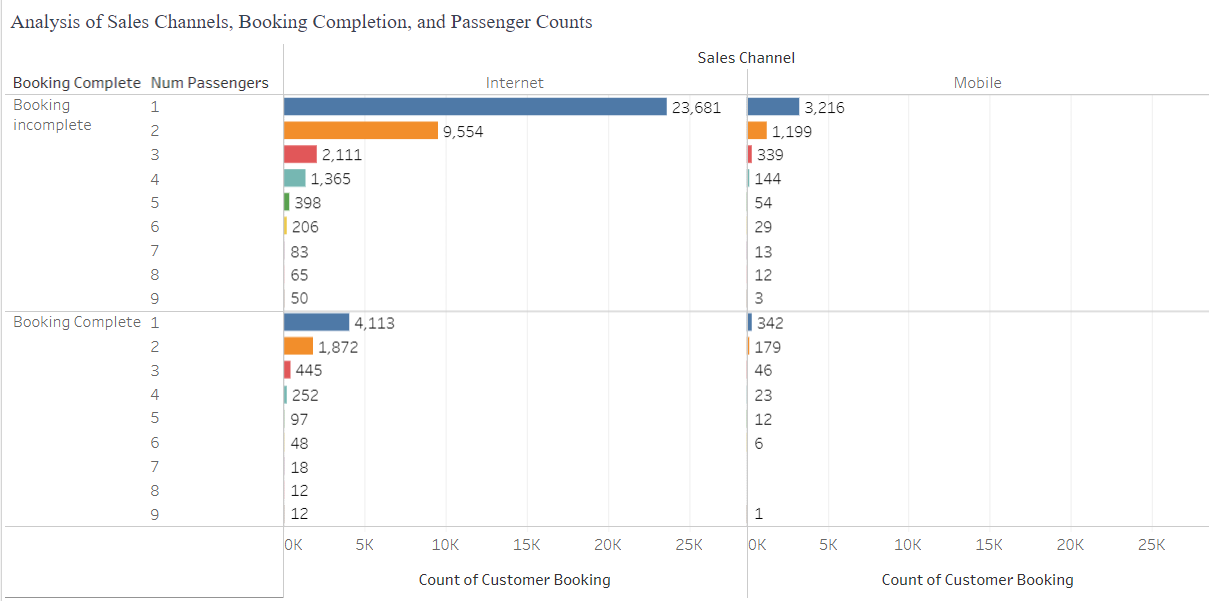 Analysis of Sales Channels, Booking Completion, and Passenger Counts
Sales Channel
Booking Complete Num Passengers Internet Mobile
Booking incomplete 1 23,681 3,216
2 9,554 1,199
3 2,111 339
4 1,365 144
5 398 54
6 206 29
7 83 13
8 65 12
9 50 3
Booking Complete 1 4,113 342
2 1,872 179
3 445 46
4 252 23
5 97 12
6 48 6
7 18
8 12
9 12 1
0K 5K 10K 15K 20K 25K 0K 5K 10K 15K 20K 25K
Count of Customer Booking Count of Customer Booking